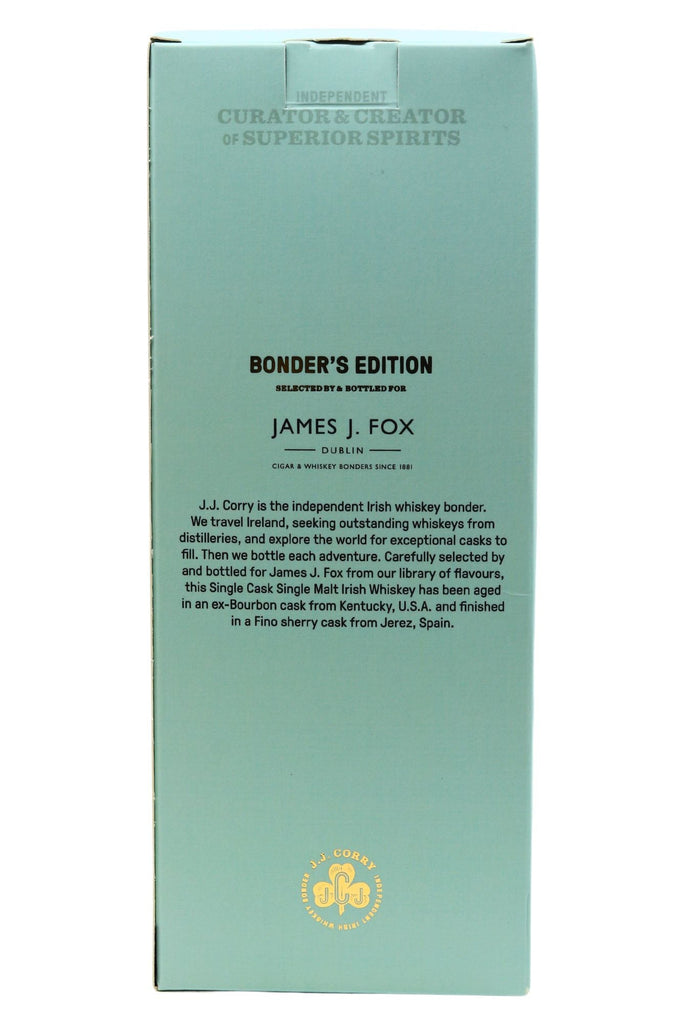 INDEPENDENT
CURATOR & CREATOR
OF SUPERIOR SPIRITS
BONDER'S EDITION
SELECTED BY & BOTTLED FOR
JAMES J. FOX
DUBLIN
CIGAR & WHISKEY BONDERS SINCE 1881
J.J. Corry is the independent Irish whiskey bonder.
We travel Ireland, seeking outstanding whiskeys from
distilleries, and explore the world for exceptional casks to
fill. Then we bottle each adventure. Carefully selected by
and bottled for James J. Fox from our library of flavours,
this Single Cask Single Malt Irish Whiskey has been aged
in an ex-Bourbon cask from Kentucky, U.S.A. and finished
in a Fino sherry cask from Jerez, Spain.
J.J. CORRY
INDEPENDENT IRISH WHISKEY BONDER
JCJ